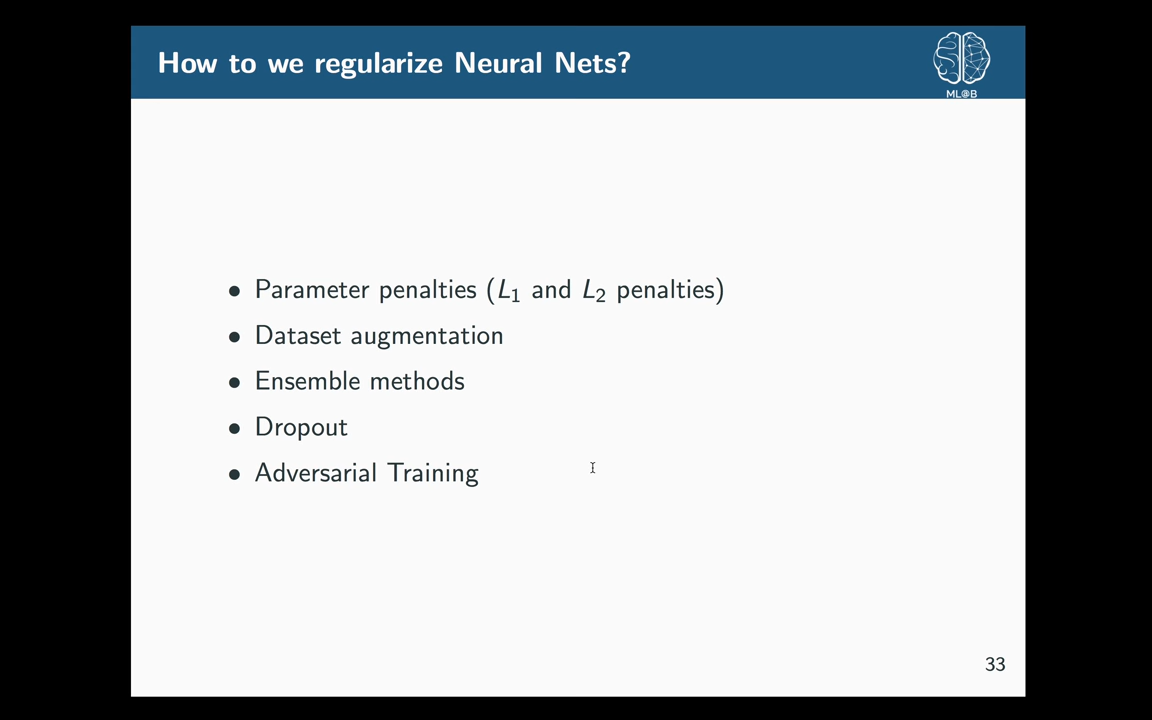 How to we regularize Neural Nets?
ML@B
• Parameter penalties (L₁ and L₂ penalties)
• Dataset augmentation
• Ensemble methods
• Dropout
• Adversarial Training
33